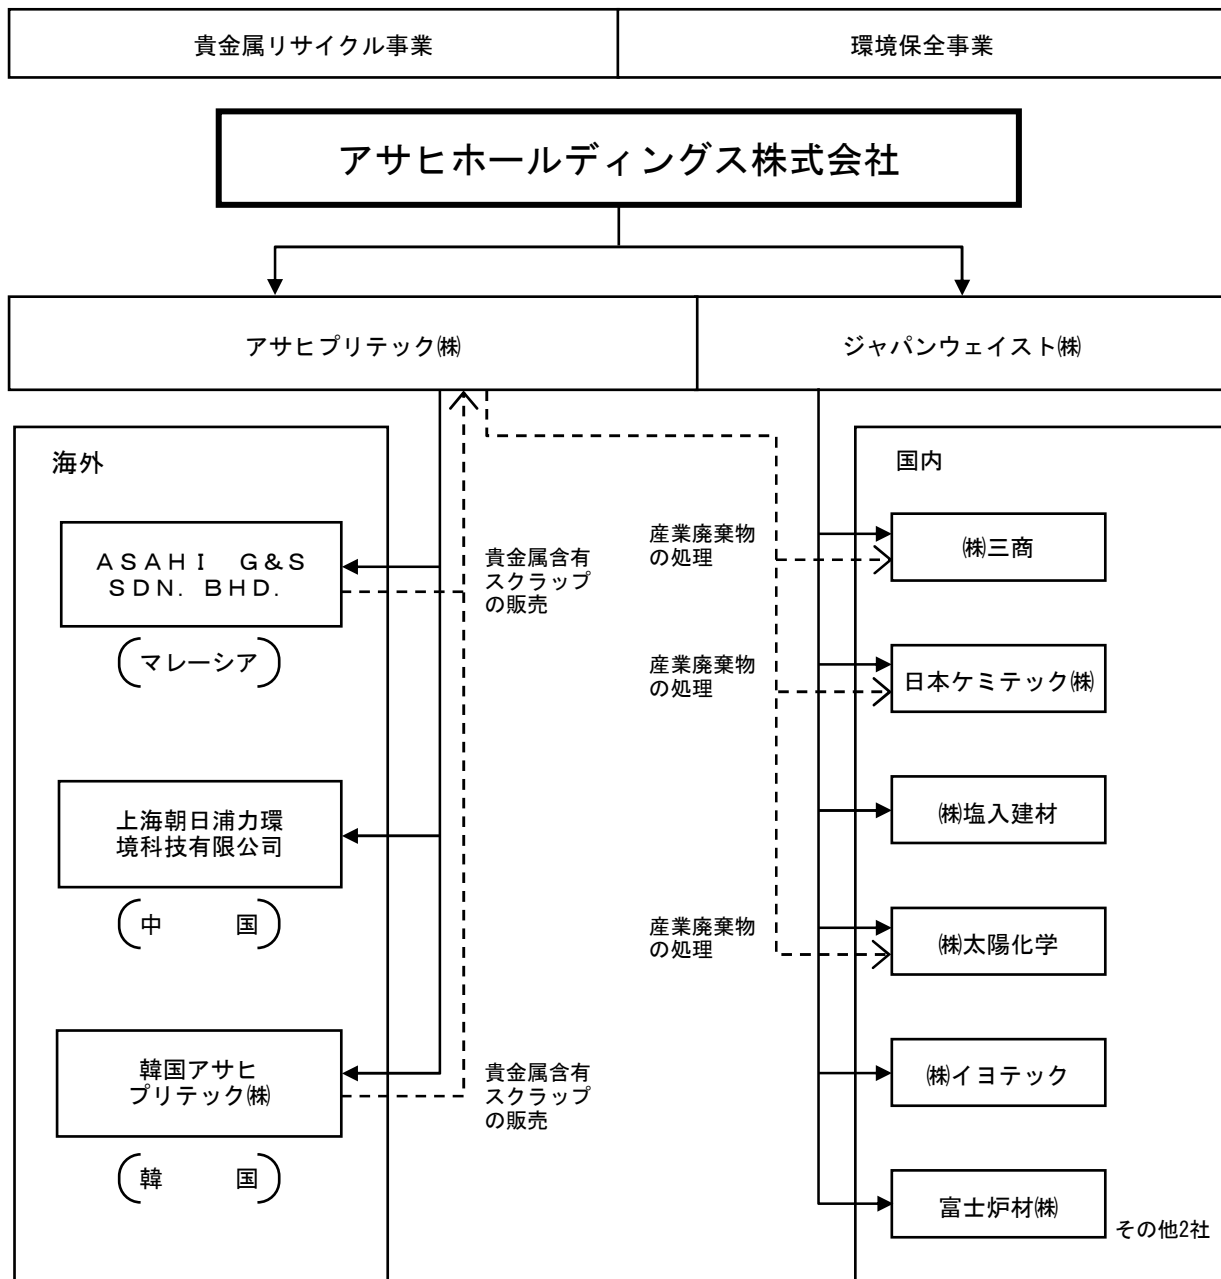 貴金属リサイクル事業
環境保全事業
アサヒホールディングス株式会社
アサヒプリテック㈱
ジャパンウェイスト㈱
海外
ＡＳＡＨＩ　Ｇ&Ｓ
ＳＤＮ．ＢＨＤ．
（マレーシア）
上海朝日浦力環
境科技有限公司
（中　　国）
韓国アサヒ
プリテック㈱
（韓　　国）
貴金属含有
スクラップ
の販売
貴金属含有
スクラップ
の販売
産業廃棄物
の処理
産業廃棄物
の処理
産業廃棄物
の処理
国内
㈱三商
日本ケミテック㈱
㈱塩入建材
㈱太陽化学
㈱イヨテック
富士炉材㈱
その他2社